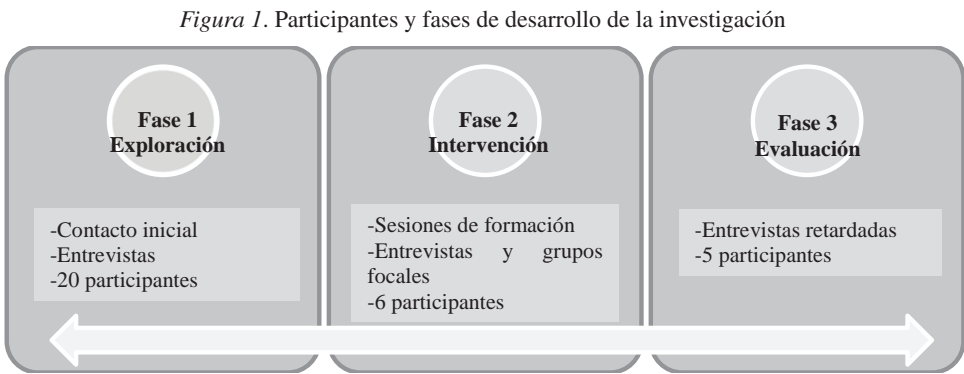 Figura 1. Participantes y fases de desarrollo de la investigación
Fase 1
Exploración
-Contacto inicial
-Entrevistas
-20 participantes
Fase 2
Intervención
-Sesiones de formación
-Entrevistas y grupos
focales
-6 participantes
Fase 3
Evaluación
-Entrevistas retardadas
-5 participantes